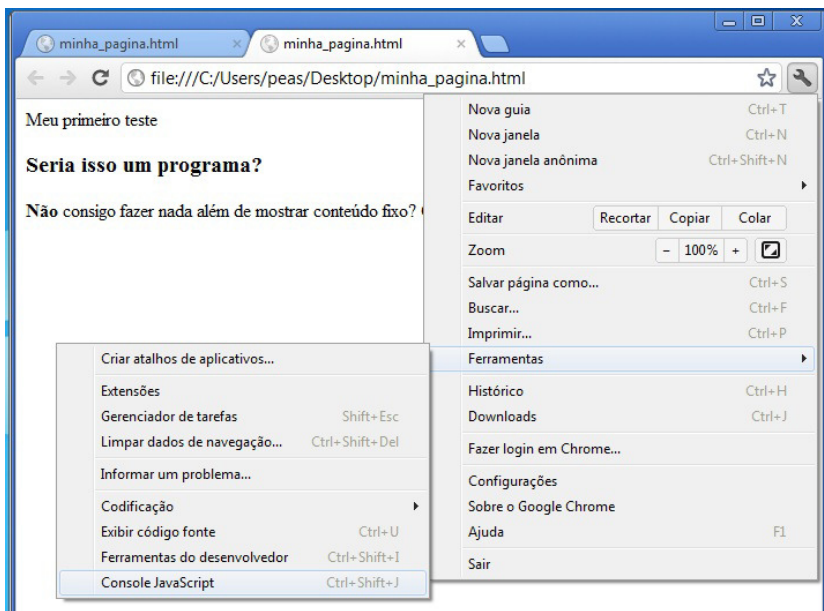 minha_pagina.html × minha_pagina.html ×
file:///C:/Users/peas/Desktop/minha_pagina.html
Meu primeiro teste
Seria isso um programa?
Não consigo fazer nada além de mostrar conteúdo fixo?
Nova guia Ctrl+T
Nova janela Ctrl+N
Nova janela anônima Ctrl+Shift+N
Favoritos
Editar Recortar Copiar Colar
Zoom - 100% +
Salvar página como... Ctrl+S
Buscar... Ctrl+F
Imprimir... Ctrl+P
Ferramentas
Histórico Ctrl+H
Downloads Ctrl+J
Fazer login em Chrome...
Configurações
Sobre o Google Chrome
Ajuda F1
Sair
Criar atalhos de aplicativos...
Extensões
Gerenciador de tarefas Shift+Esc
Limpar dados de navegação... Ctrl+Shift+Del
Informar um problema...
Codificação
Exibir código fonte Ctrl+U
Ferramentas do desenvolvedor Ctrl+Shift+I
Console JavaScript Ctrl+Shift+J